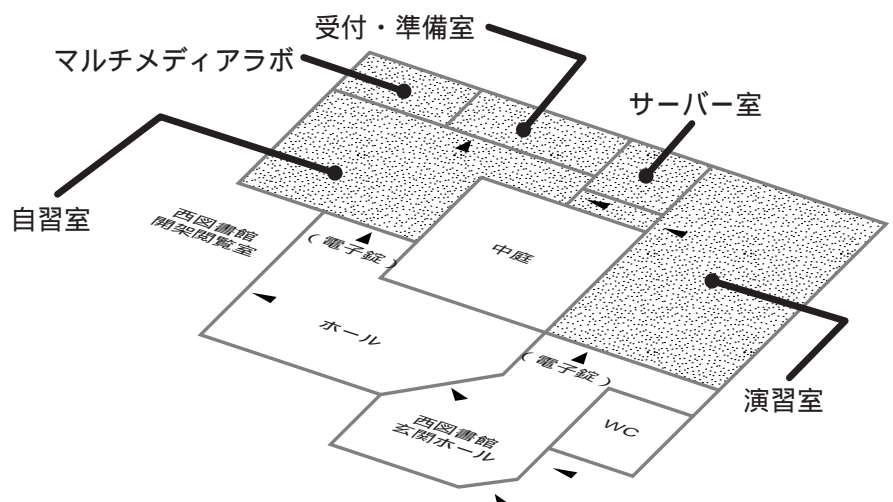 受付・準備室
マルチメディアラボ
サーバー室
自習室
西図書館
開架閲覧室
（電子錠）
中庭
ホール
（電子錠）
演習室
西図書館
玄関ホール
WC